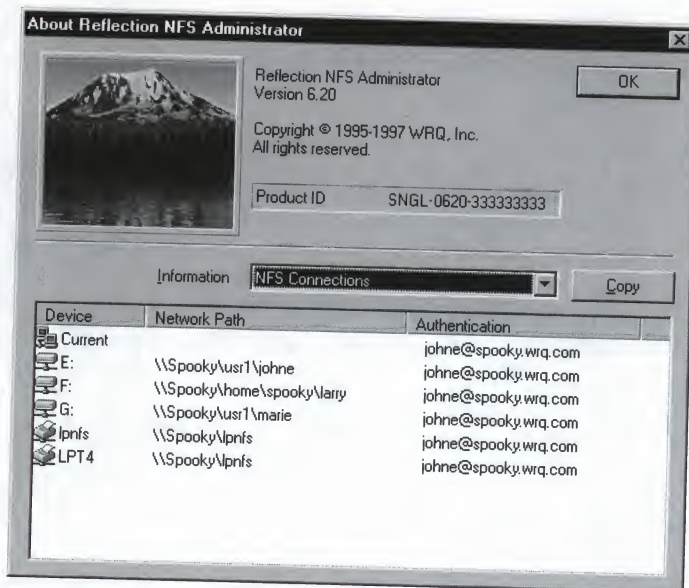 About Reflection NFS Administrator
Reflection NFS Administrator
Version 6.20
OK
Copyright © 1995-1997 WRQ, Inc.
All rights reserved.
Product ID SNGL-0620-333333333
Information NFS Connections Copy
Device Network Path Authentication
Current johne@spooky.wrq.com
E: \\Spooky\usr1\johne johne@spooky.wrq.com
F: \\Spooky\home\spooky\larry johne@spooky.wrq.com
G: \\Spooky\usr1\marie johne@spooky.wrq.com
lpnfs \\Spooky\lpnfs johne@spooky.wrq.com
LPT4 \\Spooky\lpnfs johne@spooky.wrq.com